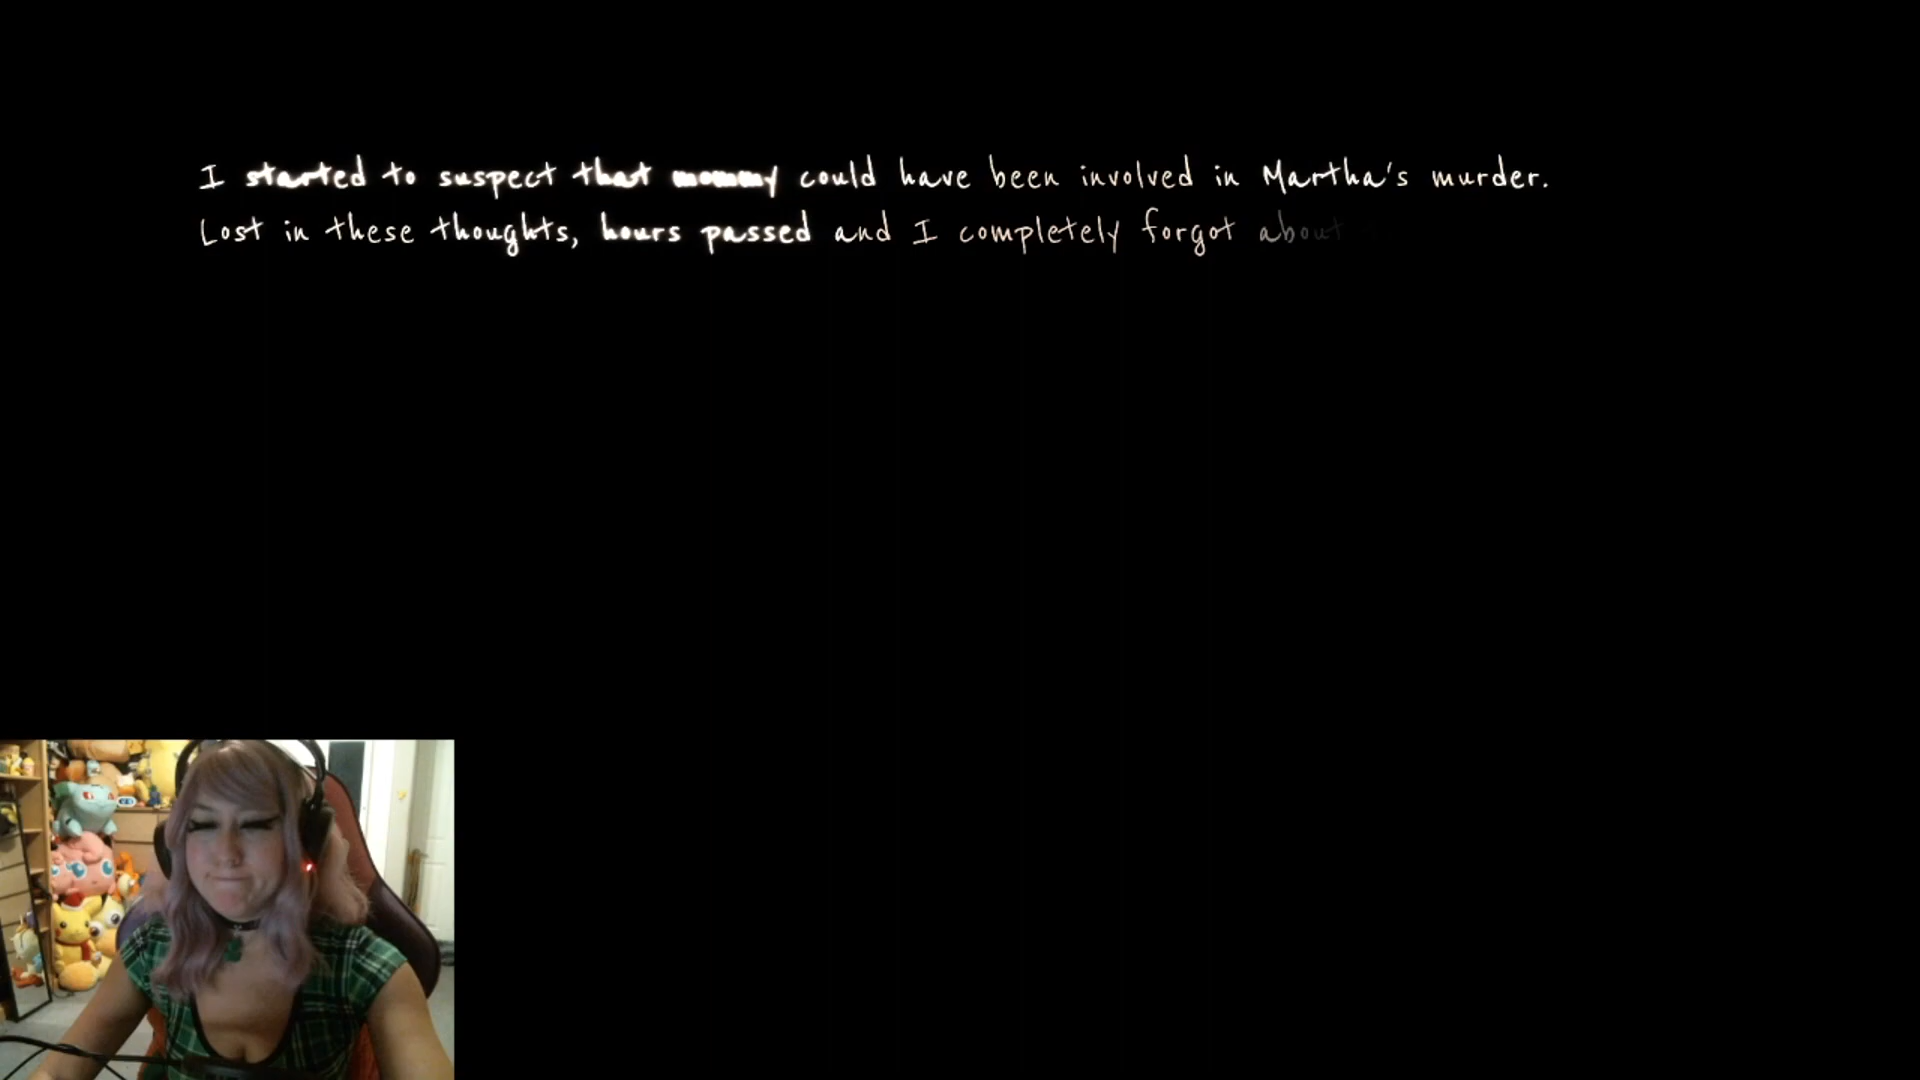 I started to suspect that mommy could have been involved in Martha's murder.
Lost in these thoughts, hours passed and I completely forgot about